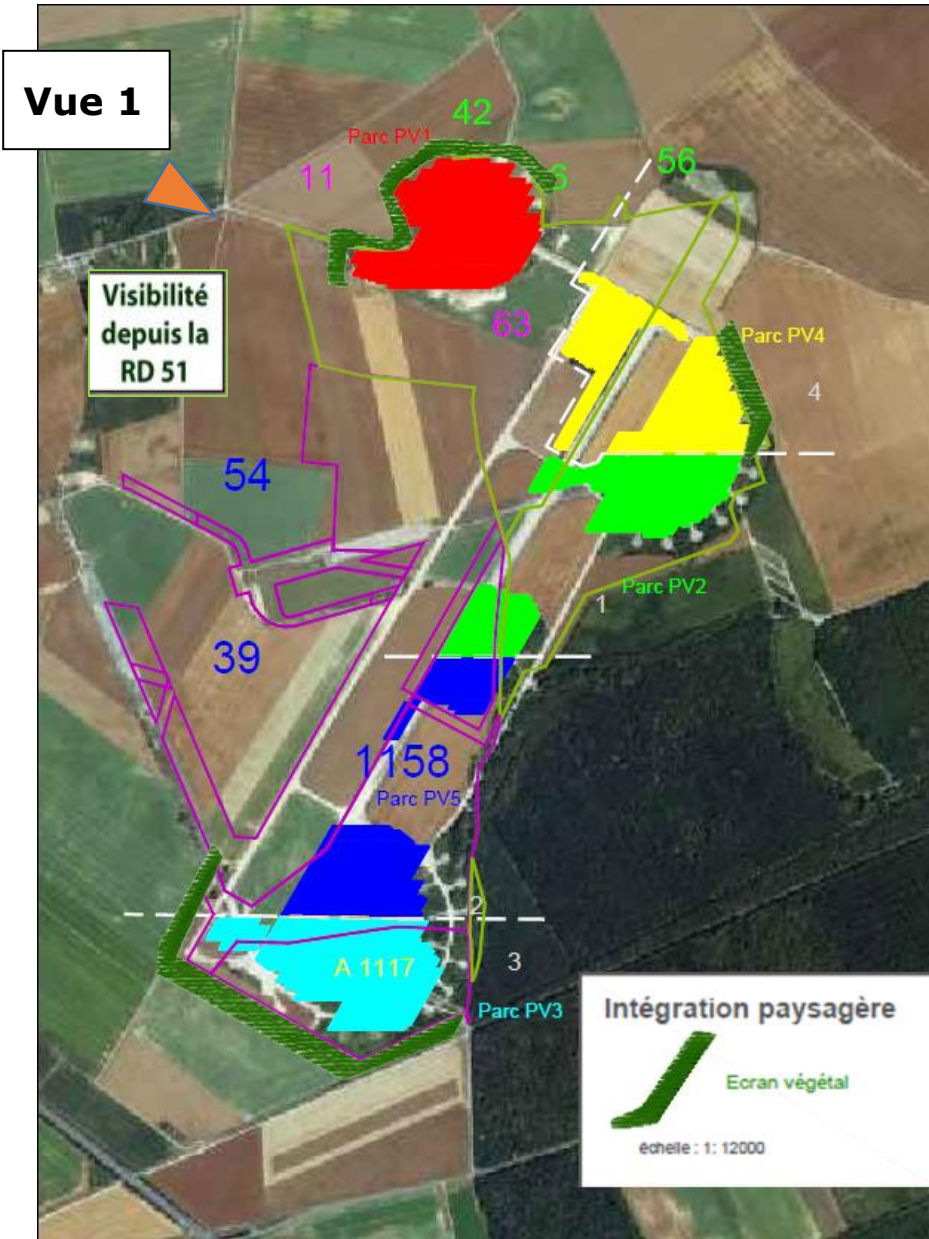 Vue 1
42
Parc PV1
11
6
56
Visibilité
depuis la
RD 51
63
Parc PV4
4
54
Parc PV2
1
39
1158
Parc PV5
2
3
A 1117
Parc PV3
Intégration paysagère
Ecran végétal
échelle : 1: 12000